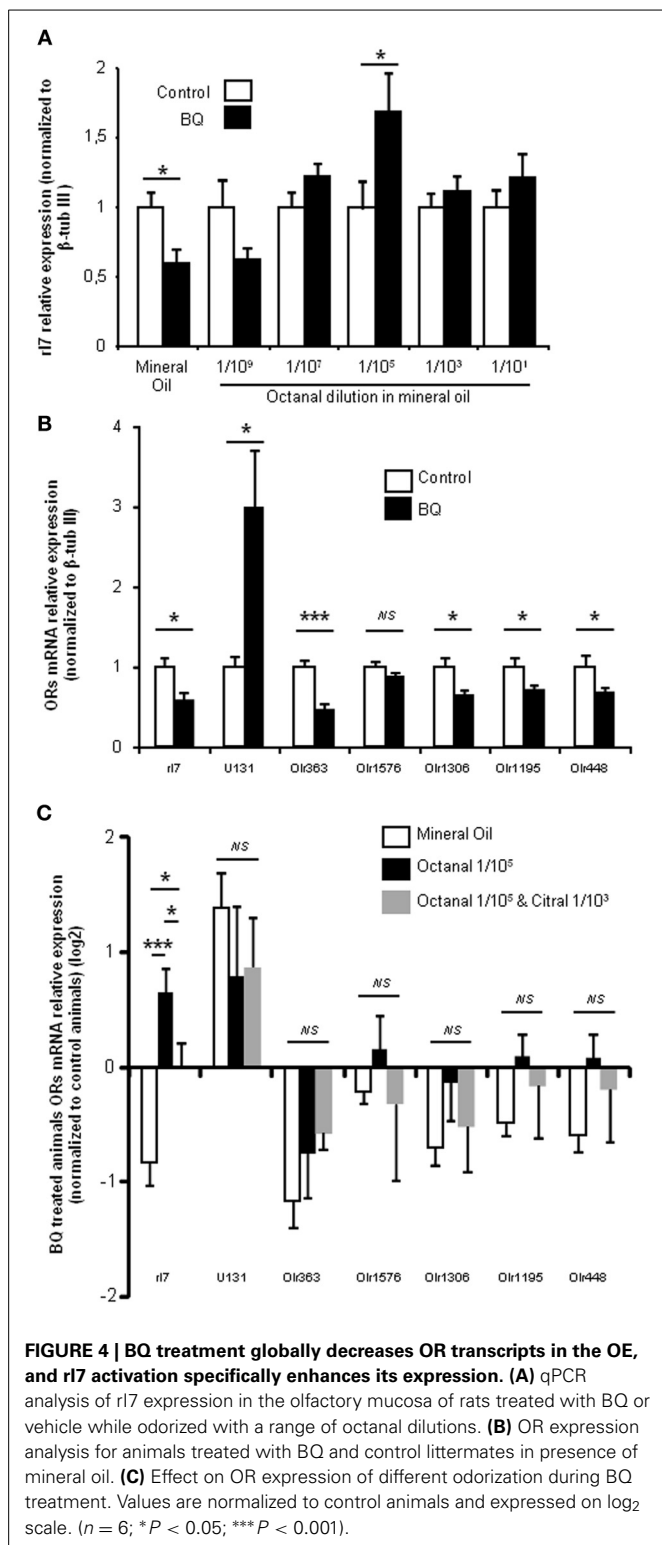 A
rI7 relative expression (normalized to
β-tub III)
2
1,5
1
0,5
0
Control
BQ
*
*
Mineral
Oil
1/10⁹
1/10⁷
1/10⁵
1/10³
1/10¹
Octanal dilution in mineral oil
B
ORs mRNA relative expression
(normalized to β-tub III)
4
3
2
1
0
Control
BQ
*
*
***
NS
*
*
*
rI7
U131
Olr363
Olr1576
Olr1306
Olr1195
Olr448
C
BQ treated animals ORs mRNA relative expression
(normalized to control animals) (log2)
2
1
0
-1
-2
Mineral Oil
Octanal 1/10⁵
Octanal 1/10⁵ & Citral 1/10³
*
*
***
NS
NS
NS
NS
NS
NS
rI7
U131
Olr363
Olr1576
Olr1306
Olr1195
Olr448
FIGURE 4 | BQ treatment globally decreases OR transcripts in the OE,
and rI7 activation specifically enhances its expression. (A) qPCR
analysis of rI7 expression in the olfactory mucosa of rats treated with BQ or
vehicle while odorized with a range of octanal dilutions. (B) OR expression
analysis for animals treated with BQ and control littermates in presence of
mineral oil. (C) Effect on OR expression of different odorization during BQ
treatment. Values are normalized to control animals and expressed on log₂
scale. (n = 6; *P < 0.05; ***P < 0.001).